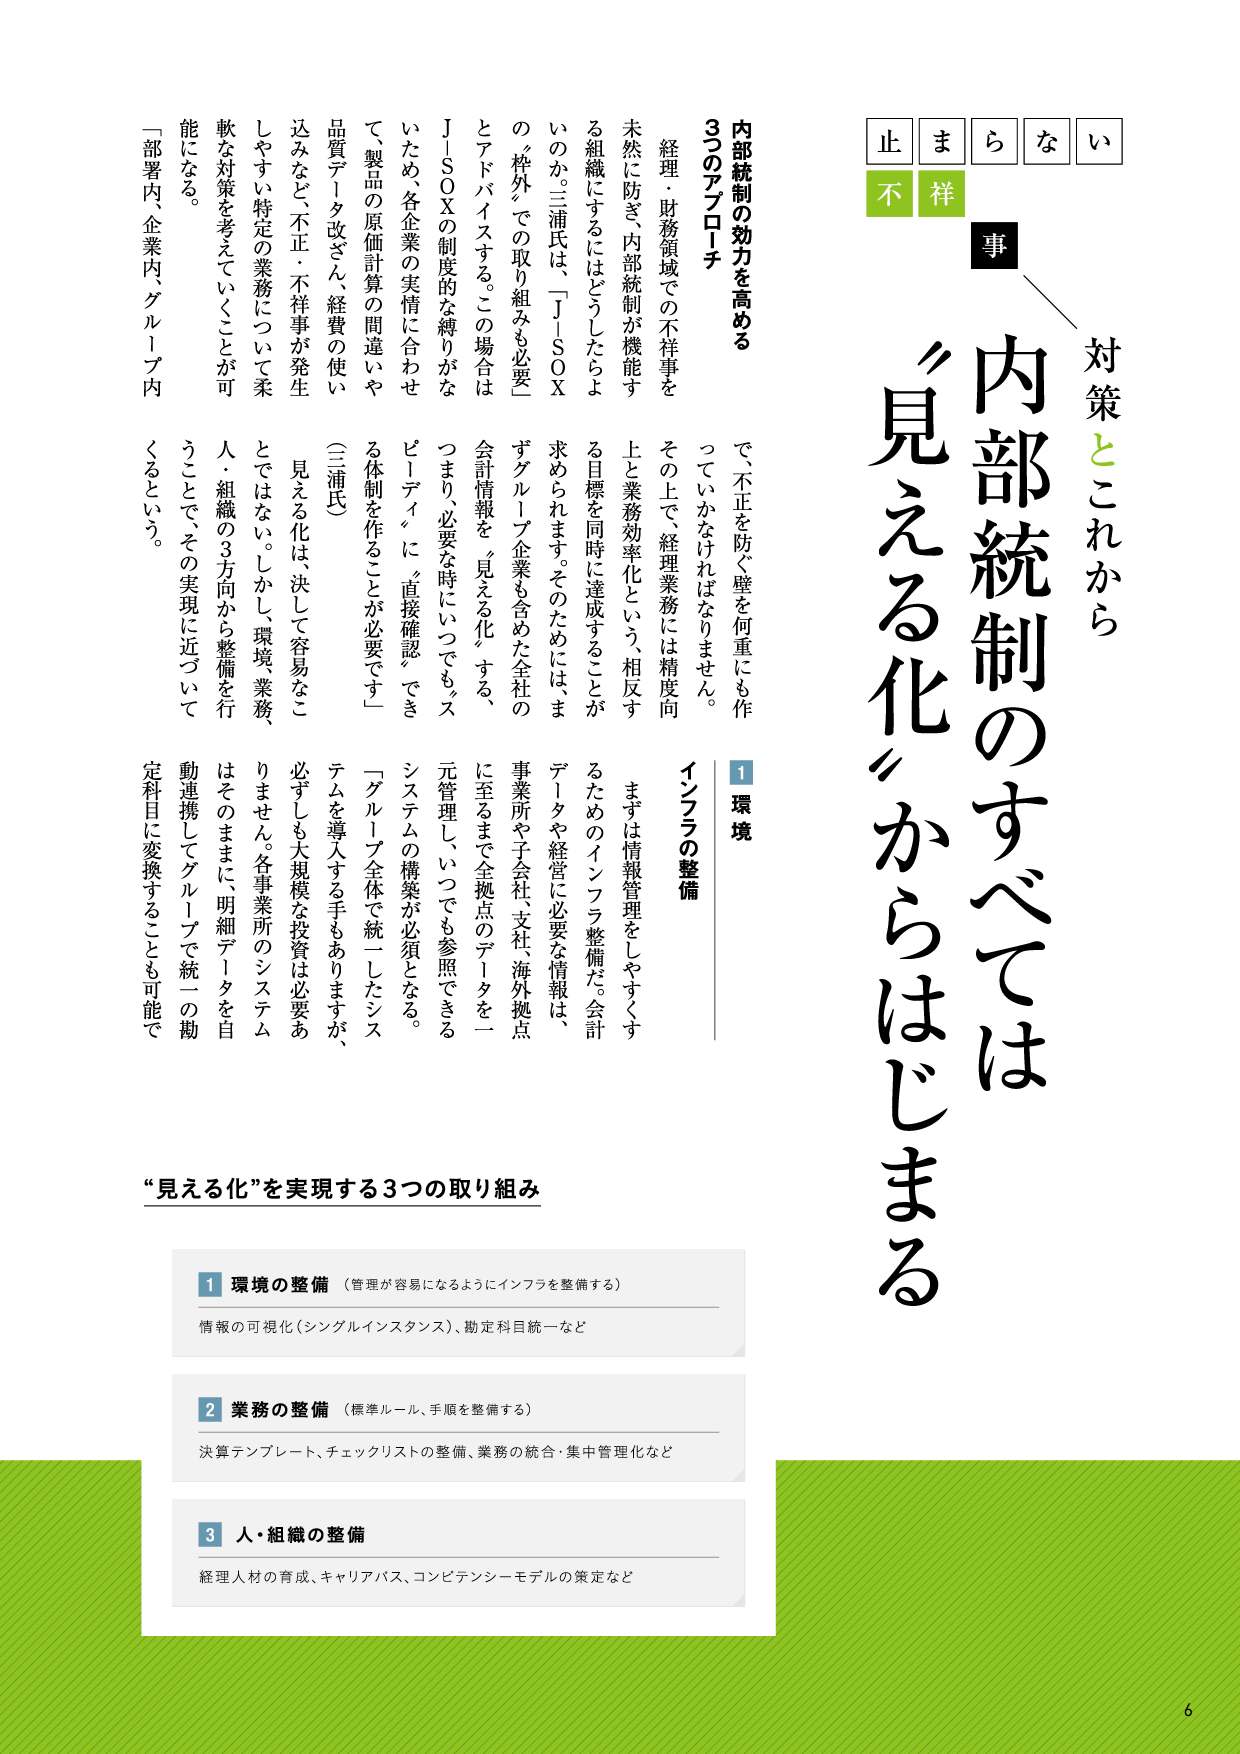 止まらない
不祥
事
対策とこれから
内部統制のすべては
〝見える化〟からはじまる
内部統制の効力を高める
3つのアプローチ
経理・財務領域での不祥事を
未然に防ぎ、内部統制が機能す
る組織にするにはどうしたらよ
いのか。三浦氏は、「J―SOX
の〝枠外〟での取り組みも必要」
とアドバイスする。この場合は
J―SOXの制度的な縛りがな
いため、各企業の実情に合わせ
て、製品の原価計算の間違いや
品質データ改ざん、経費の使い
込みなど、不正・不祥事が発生
しやすい特定の業務について柔
軟な対策を考えていくことが可
能になる。
「部署内、企業内、グループ内
で、不正を防ぐ壁を何重にも作
っていかなければなりません。
その上で、経理業務には精度向
上と業務効率化という、相反す
る目標を同時に達成することが
求められます。そのためには、ま
ずグループ企業も含めた全社の
会計情報を〝見える化〟する、
つまり、必要な時にいつでも〝ス
ピーディ〟に〝直接確認〟でき
る体制を作ることが必要です」
（三浦氏）
見える化は、決して容易なこ
とではない。しかし、環境、業務、
人・組織の3方向から整備を行
うことで、その実現に近づいて
くるという。
1 環境
インフラの整備
まずは情報管理をしやすくす
るためのインフラ整備だ。会計
データや経営に必要な情報は、
事業所や子会社、支社、海外拠点
に至るまで全拠点のデータを一
元管理し、いつでも参照できる
システムの構築が必須となる。
「グループ全体で統一したシス
テムを導入する手もありますが、
必ずしも大規模な投資は必要あ
りません。各事業所のシステム
はそのままに、明細データを自
動連携してグループで統一の勘
定科目に変換することも可能で
“見える化”を実現する3つの取り組み
1 環境の整備 （管理が容易になるようにインフラを整備する）
情報の可視化（シングルインスタンス）、勘定科目統一など
2 業務の整備 （標準ルール、手順を整備する）
決算テンプレート、チェックリストの整備、業務の統合・集中管理化など
3 人・組織の整備
経理人材の育成、キャリアパス、コンピテンシーモデルの策定など
6